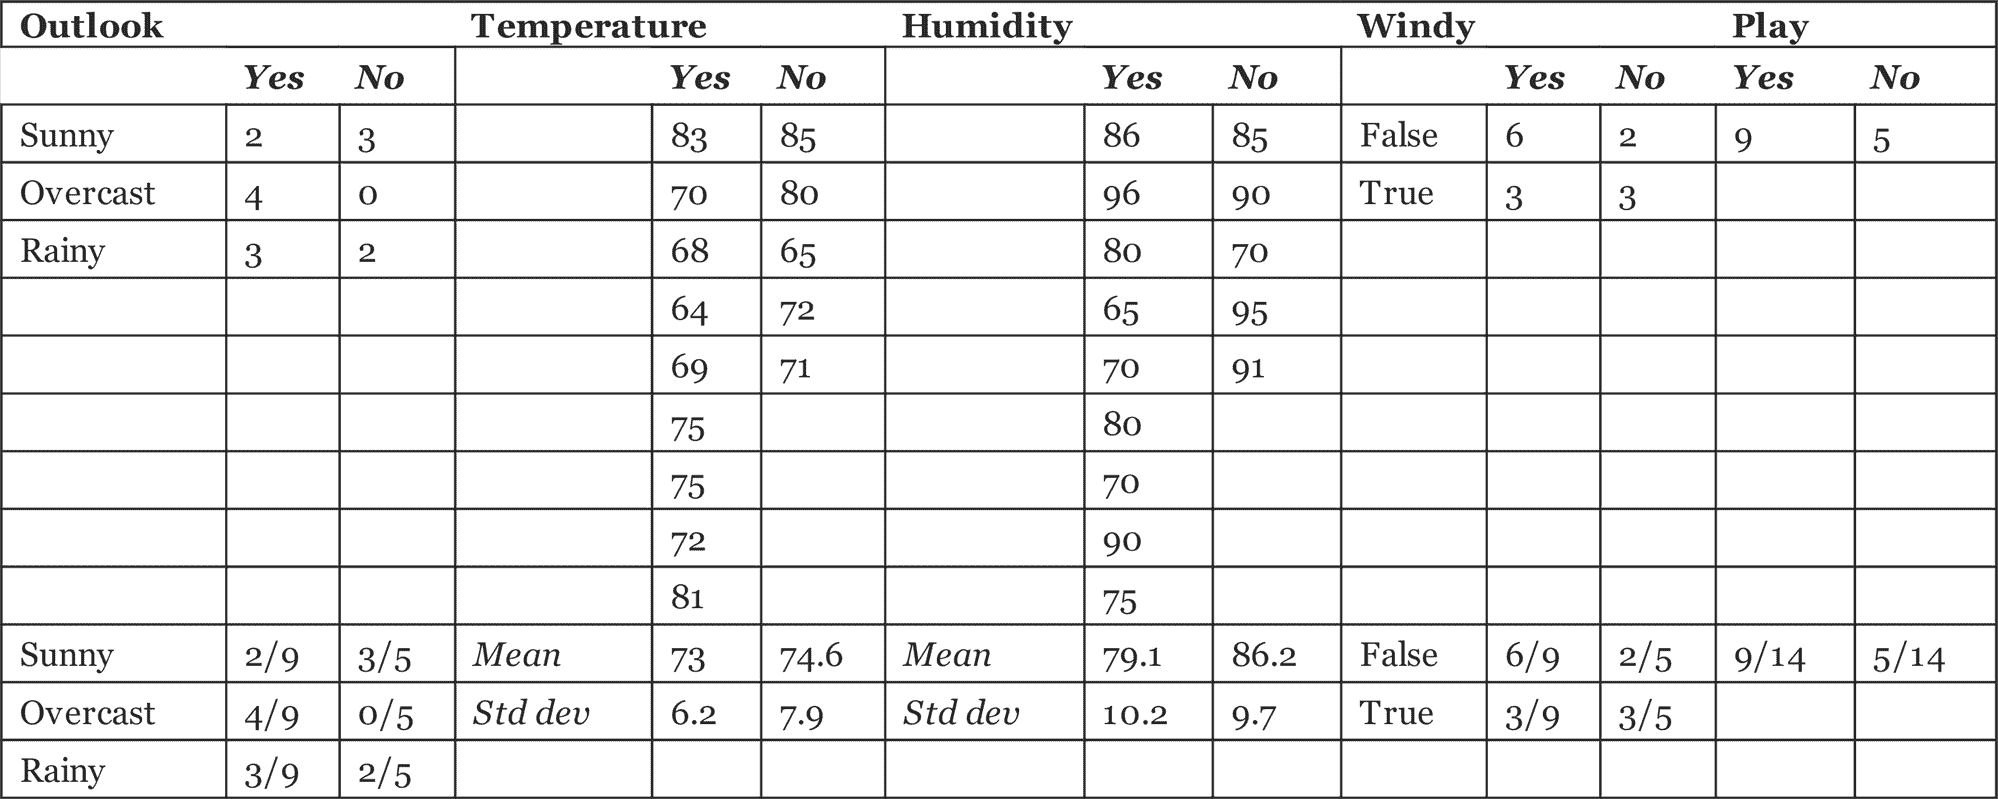 Outlook Temperature Humidity Windy Play
Yes No Yes No Yes No Yes No Yes No
Sunny 2 3 83 85 86 85 False 6 2 9 5
Overcast 4 0 70 80 96 90 True 3 3
Rainy 3 2 68 65 80 70
64 72 65 95
69 71 70 91
75 80
75 70
72 90
81 75
Sunny 2/9 3/5 Mean 73 74.6 Mean 79.1 86.2 False 6/9 2/5 9/14 5/14
Overcast 4/9 0/5 Std dev 6.2 7.9 Std dev 10.2 9.7 True 3/9 3/5
Rainy 3/9 2/5